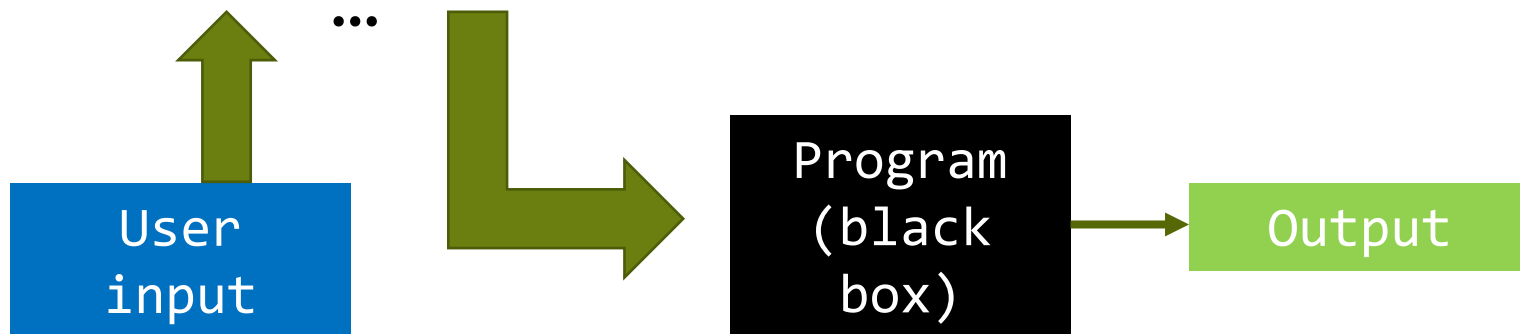 …
User
input
Program
(black
box)
Output